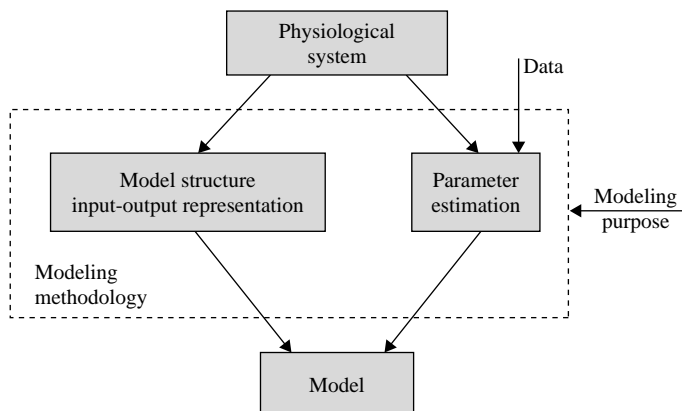 Physiological
system
Data
Model structure
input-output representation
Parameter
estimation
Modeling
purpose
Modeling
methodology
Model